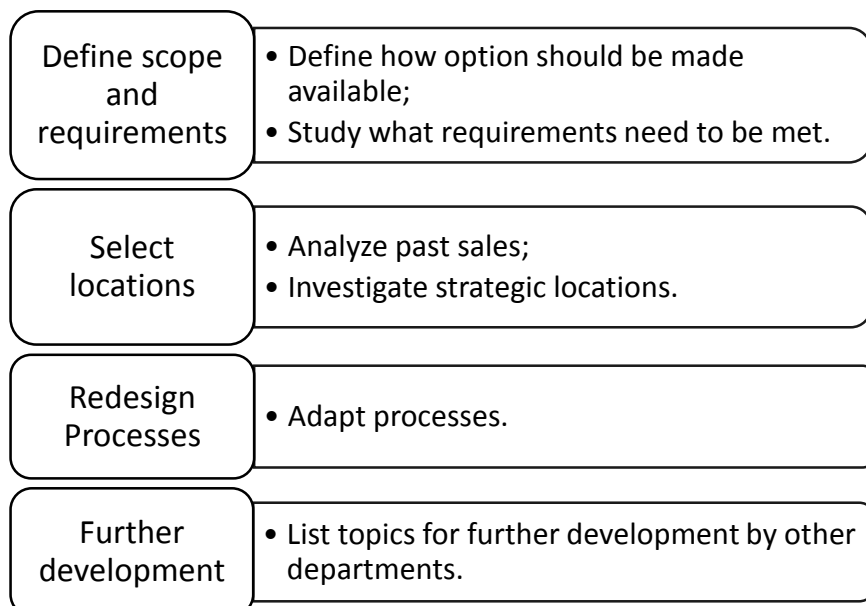 Define scope
and
requirements
• Define how option should be made
available;
• Study what requirements need to be met.
Select
locations
• Analyze past sales;
• Investigate strategic locations.
Redesign
Processes
• Adapt processes.
Further
development
• List topics for further development by other
departments.